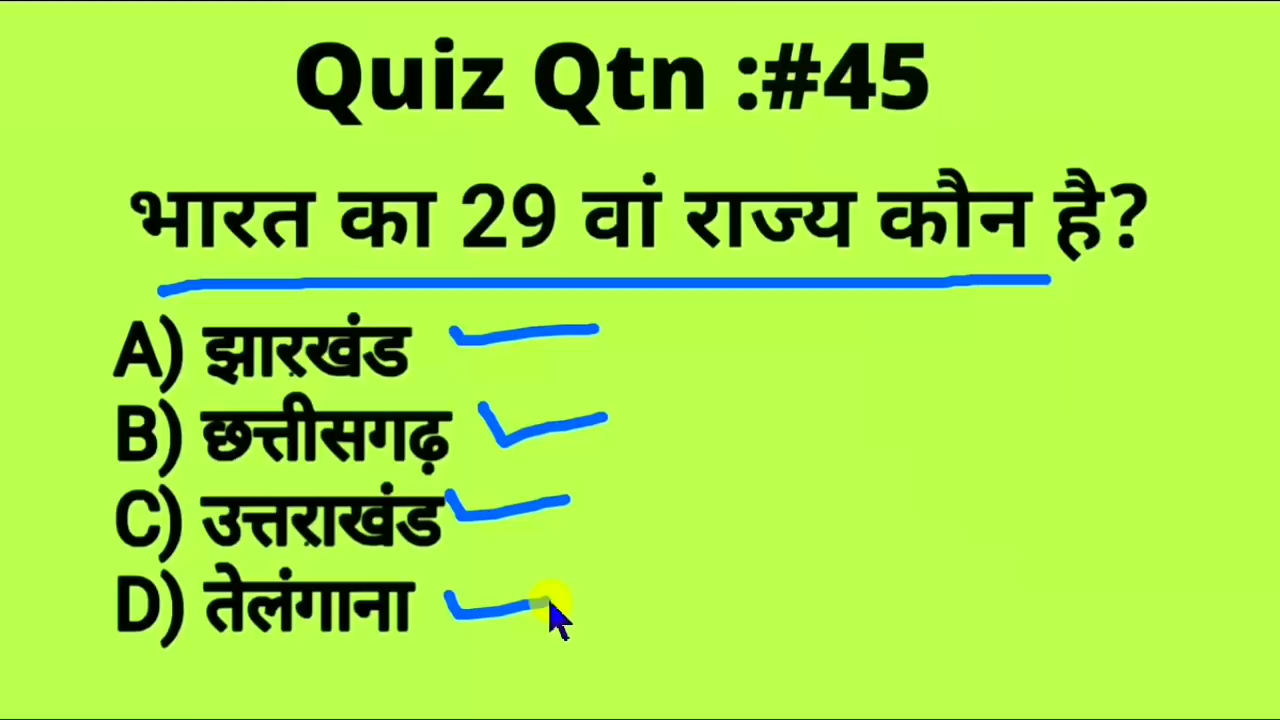 Quiz Qtn :#45
भारत का 29 वां राज्य कौन है?
A) झारखंड
B) छत्तीसगढ़
C) उत्तराखंड
D) तेलंगाना